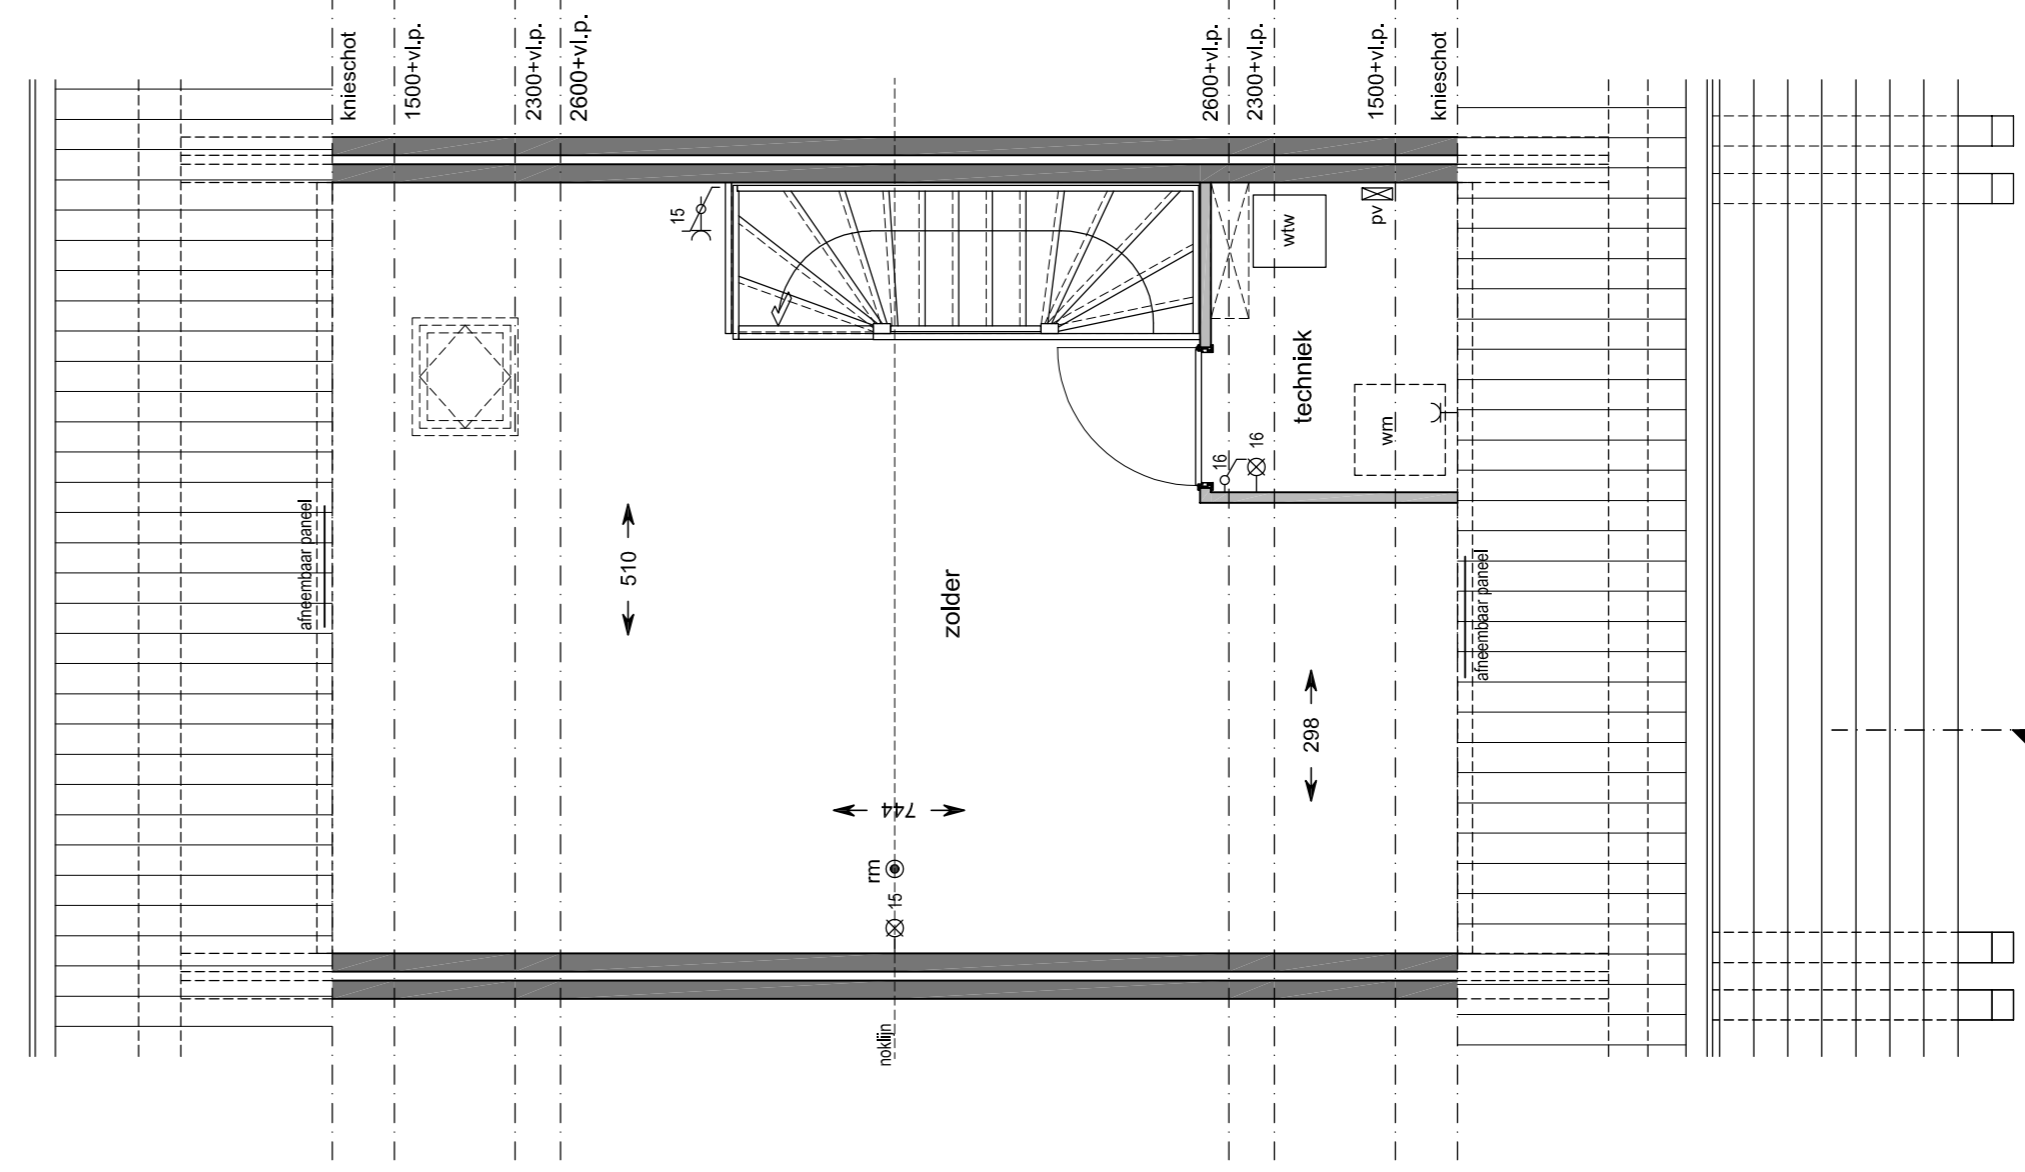 knieschot
1500+vl.p.
2300+vl.p.
2600+vl.p.
2600+vl.p.
2300+vl.p.
1500+vl.p.
knieschot
15
wtw
pv
techniek
wm
16
16
afneembaar paneel
510
zolder
afneembaar paneel
298
744
rm
15
noklijn